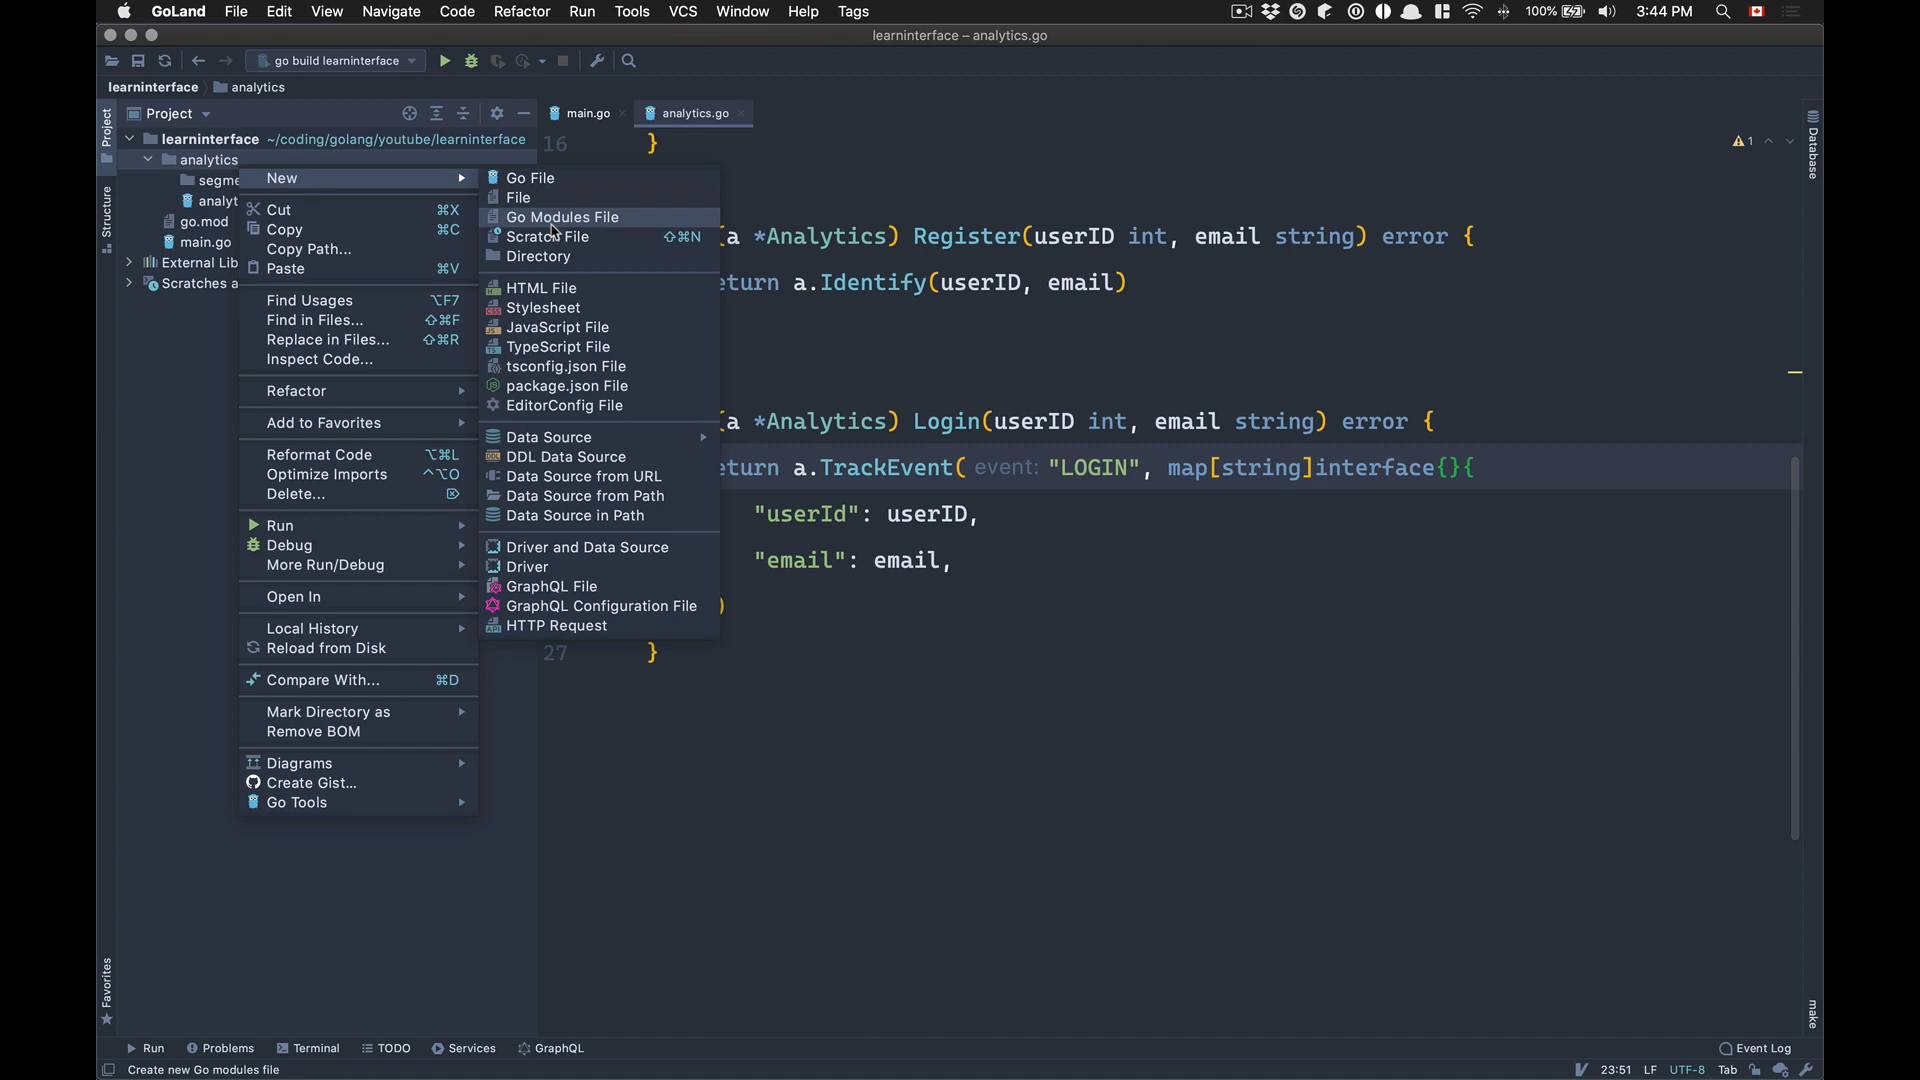 GoLand File Edit View Navigate Code Refactor Run Tools VCS Window Help Tags 100% 3:44 PM
learninterface – analytics.go
go build learninterface
learninterface analytics
Project
Project
main.go
analytics.go
1
Database
learninterface ~/coding/golang/youtube/learninterface
analytics
segme
analyt
go.mod
main.go
External Lib
Scratches a
Structure
Favorites
New
Cut ⌘X
Copy ⌘C
Copy Path...
Paste ⌘V
Find Usages ⌥F7
Find in Files... ⇧⌘F
Replace in Files... ⇧⌘R
Inspect Code...
Refactor
Add to Favorites
Reformat Code ⌥⌘L
Optimize Imports ^⌥O
Delete... ⌦
Run
Debug
More Run/Debug
Open In
Local History
Reload from Disk
Compare With... ⌘D
Mark Directory as
Remove BOM
Diagrams
Create Gist...
Go Tools
Go File
File
Go Modules File
Scratch File ⇧⌘N
Directory
HTML File
Stylesheet
JavaScript File
TypeScript File
tsconfig.json File
package.json File
EditorConfig File
Data Source
DDL Data Source
Data Source from URL
Data Source from Path
Data Source in Path
Driver and Data Source
Driver
GraphQL File
GraphQL Configuration File
HTTP Request
16 }
(a *Analytics) Register(userID int, email string) error {
eturn a.Identify(userID, email)
(a *Analytics) Login(userID int, email string) error {
eturn a.TrackEvent( event: "LOGIN", map[string]interface{}{
"userId": userID,
"email": email,
)
27 }
make
Run Problems Terminal TODO Services GraphQL Event Log
Create new Go modules file 23:51 LF UTF-8 Tab